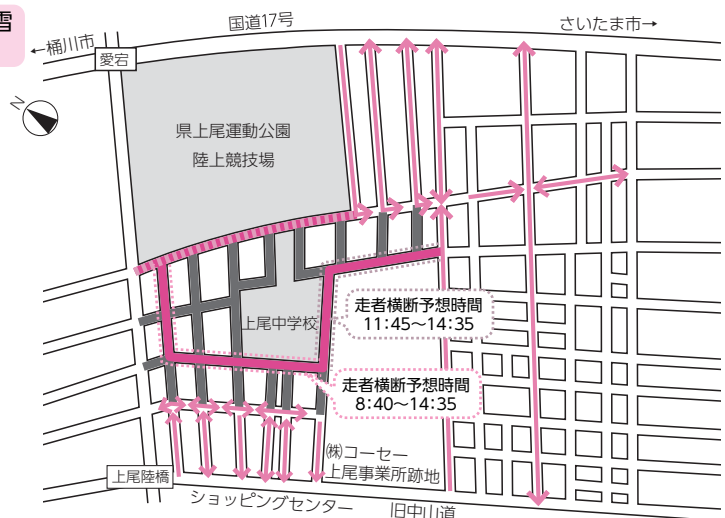 雪
国道17号
さいたま市→
←桶川市
愛宕
N
県上尾運動公園
陸上競技場
上尾中学校
走者横断予想時間
11:45～14:35
走者横断予想時間
8:40～14:35
㈱コーセー
上尾事業所跡地
上尾陸橋
ショッピングセンター
旧中山道